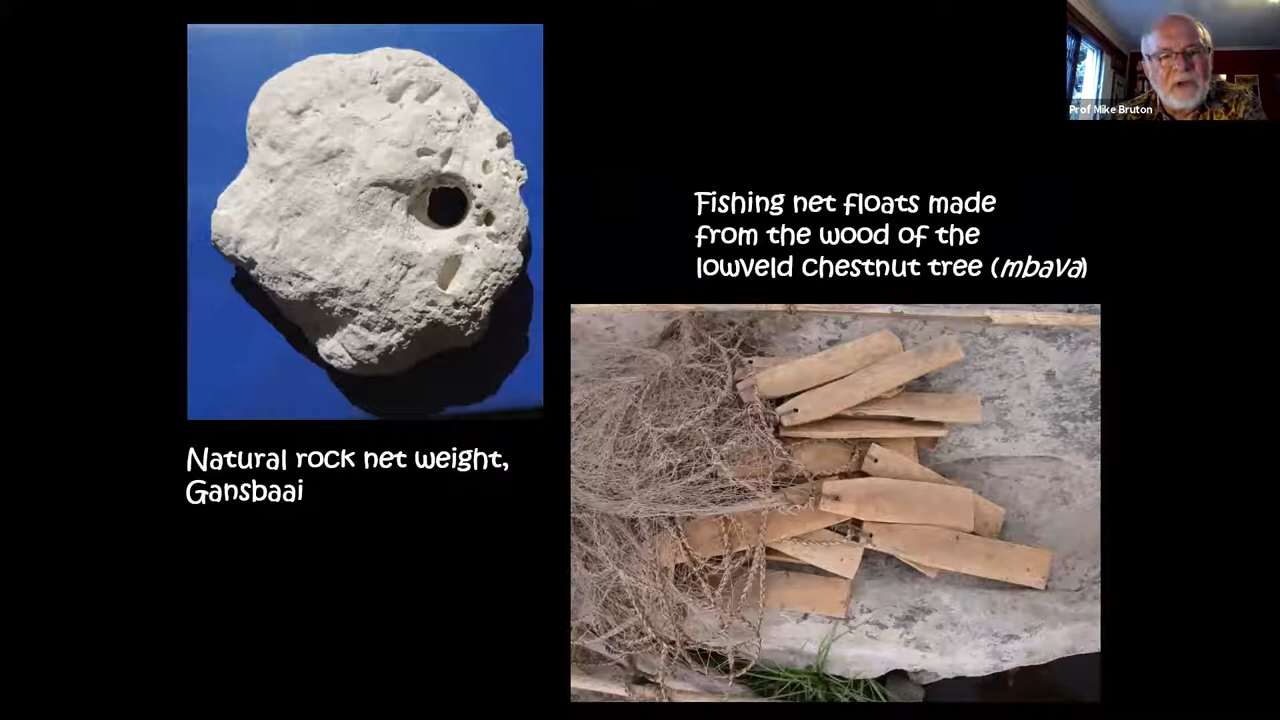 Prof Mike Bruton
Fishing net floats made
from the wood of the
lowveld chestnut tree (mbava)
Natural rock net weight,
Gansbaai